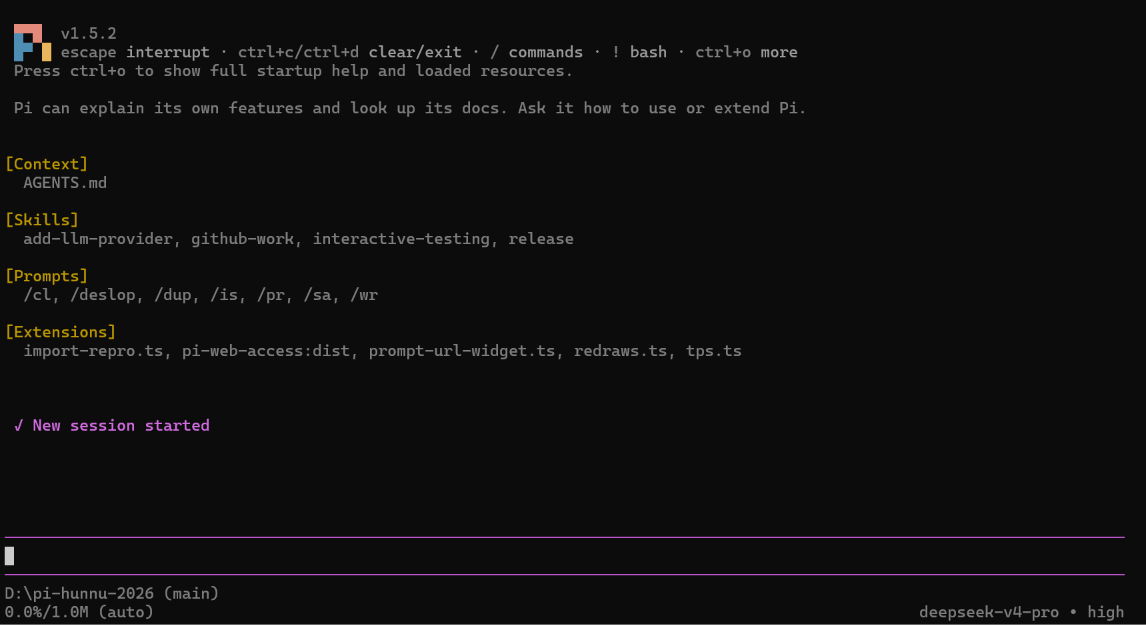 v1.5.2
escape interrupt · ctrl+c/ctrl+d clear/exit · / commands · ! bash · ctrl+o more
Press ctrl+o to show full startup help and loaded resources.
Pi can explain its own features and look up its docs. Ask it how to use or extend Pi.
[Context]
AGENTS.md
[Skills]
add-llm-provider, github-work, interactive-testing, release
[Prompts]
/cl, /deslop, /dup, /is, /pr, /sa, /wr
[Extensions]
import-repro.ts, pi-web-access:dist, prompt-url-widget.ts, redraws.ts, tps.ts
✓ New session started
D:\pi-hunnu-2026 (main)
0.0%/1.0M (auto) deepseek-v4-pro • high